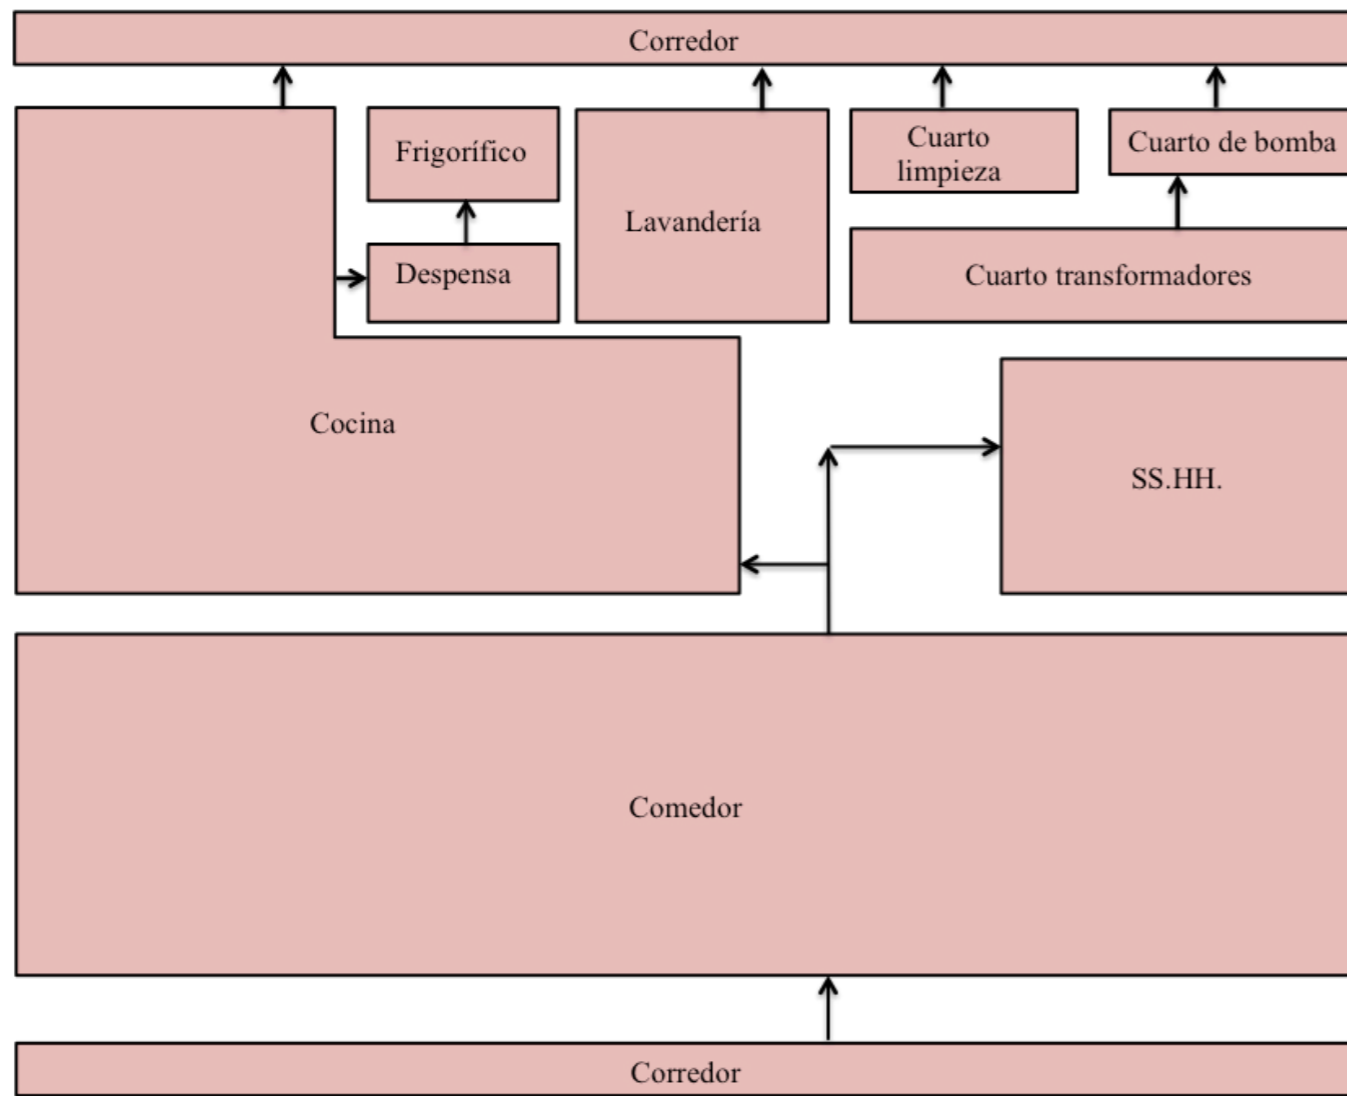 Corredor
Frigorífico
Cuarto
limpieza
Cuarto de bomba
Lavandería
Despensa
Cuarto transformadores
Cocina
SS.HH.
Comedor
Corredor